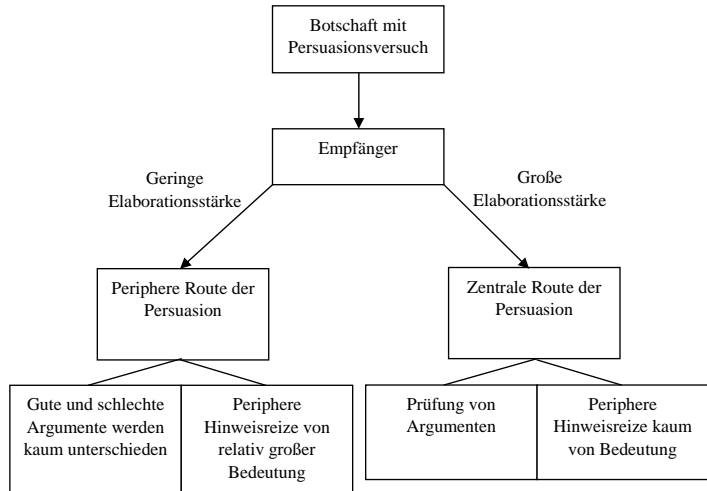 Botschaft mit
Persuasionsversuch
Empfänger
Geringe
Elaborationsstärke
Große
Elaborationsstärke
Periphere Route der
Persuasion
Zentrale Route der
Persuasion
Gute und schlechte
Argumente werden
kaum unterschieden
Periphere
Hinweisreize von
relativ großer
Bedeutung
Prüfung von
Argumenten
Periphere
Hinweisreize kaum
von Bedeutung